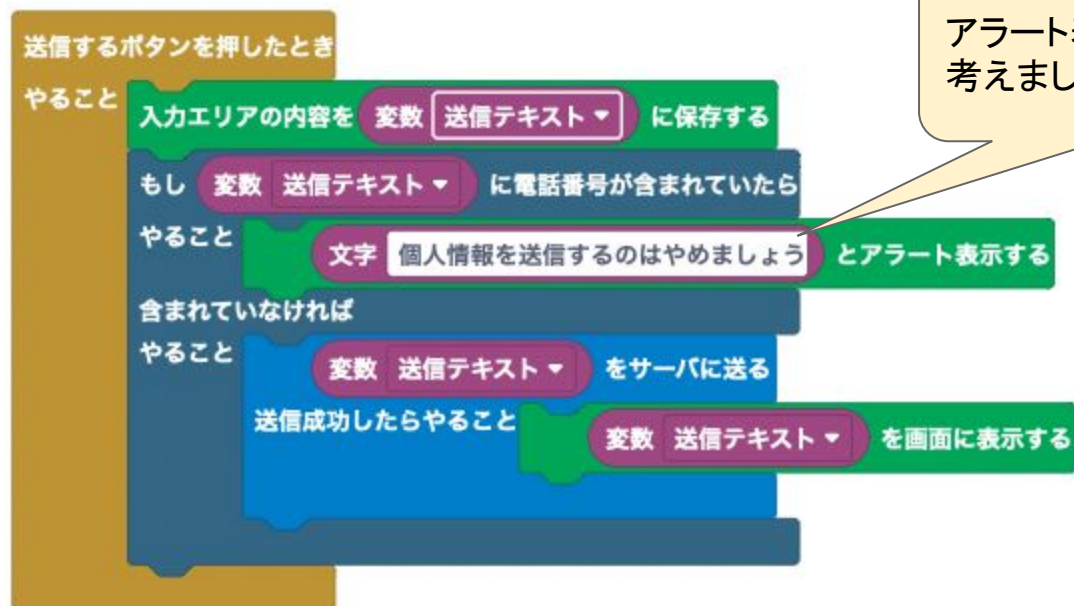 アラート
考えまし
送信するボタンを押したとき
やること
入力エリアの内容を 変数 送信テキスト に保存する
もし 変数 送信テキスト に電話番号が含まれていたら
やること
文字 個人情報を送信するのはやめましょう とアラート表示する
含まれていなければ
やること
変数 送信テキスト をサーバに送る
送信成功したらやること
変数 送信テキスト を画面に表示する